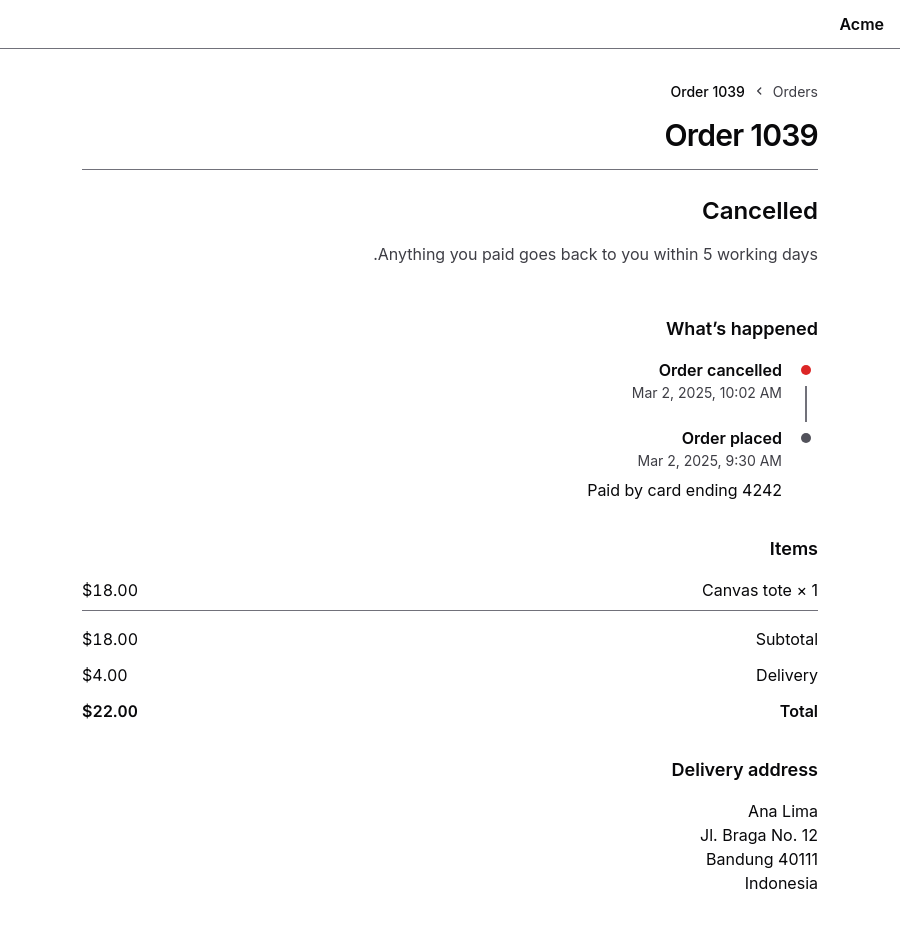 Acme
Orders
Order 1039
Order 1039
Cancelled
Anything you paid goes back to you within 5 working days.
What’s happened
Order cancelled
Mar 2, 2025, 10:02 AM
Order placed
Mar 2, 2025, 9:30 AM
Paid by card ending 4242
Items
Canvas tote × 1 $18.00
Subtotal $18.00
Delivery $4.00
Total $22.00
Delivery address
Ana Lima
Jl. Braga No. 12
Bandung 40111
Indonesia